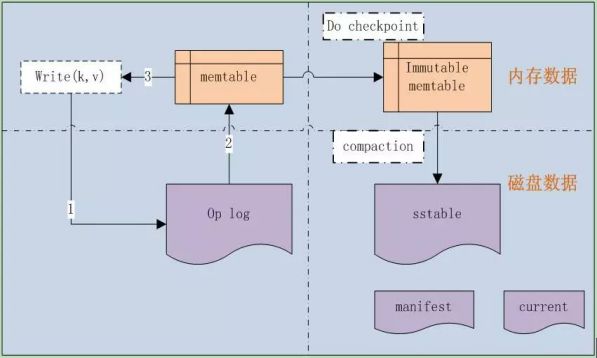 Do checkpoint
Write(k,v)
3
memtable
Immutable
memtable
内存数据
2
compaction
磁盘数据
1
Op log
sstable
manifest
current